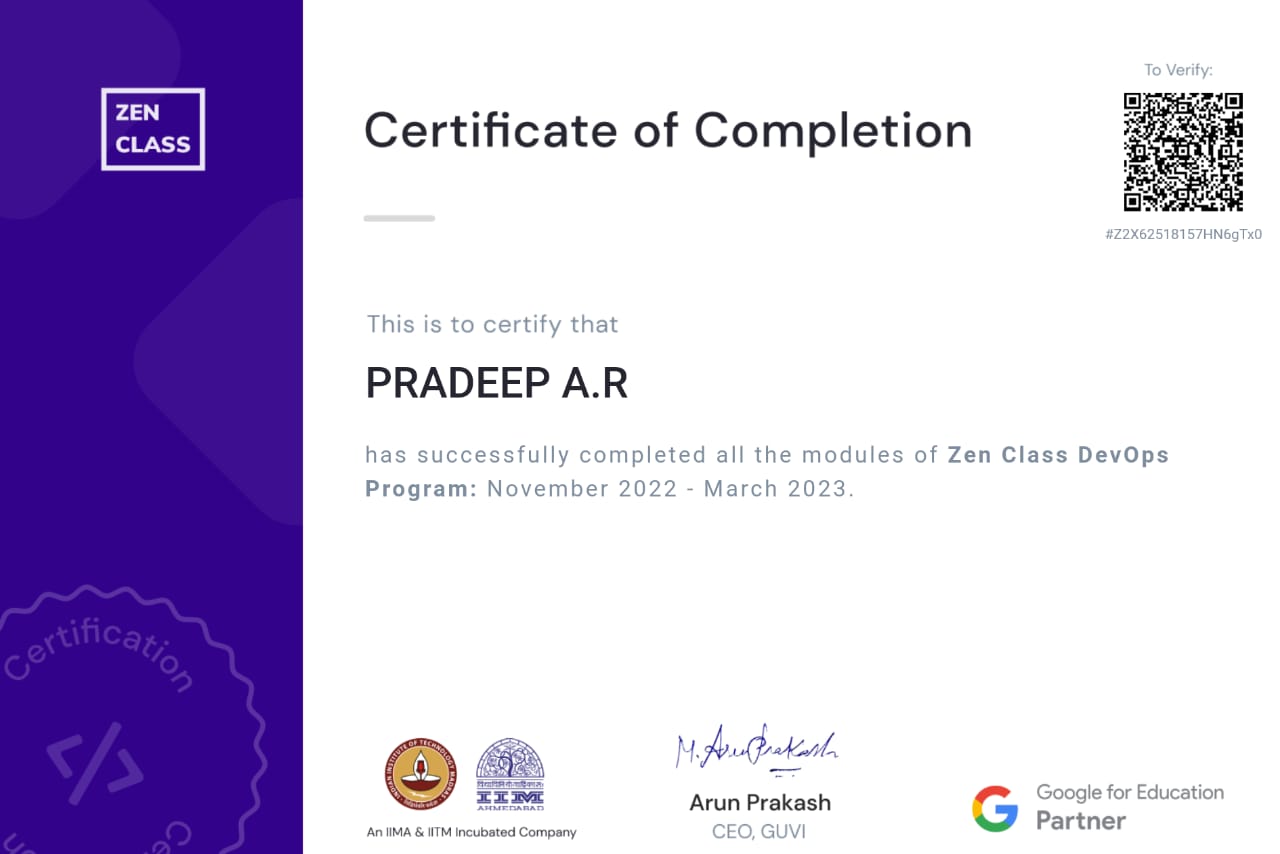 ZEN
CLASS
Certificate of Completion
To Verify:
#Z2X62518157HN6gTx0
This is to certify that
PRADEEP A.R
has successfully completed all the modules of Zen Class DevOps
Program: November 2022 - March 2023.
Certification
</>
INDIAN INSTITUTE OF TECHNOLOGY MADRAS
IIM
AHMEDABAD
An IIMA & IITM Incubated Company
M. Arun Prakash
Arun Prakash
CEO, GUVI
Google for Education
Partner